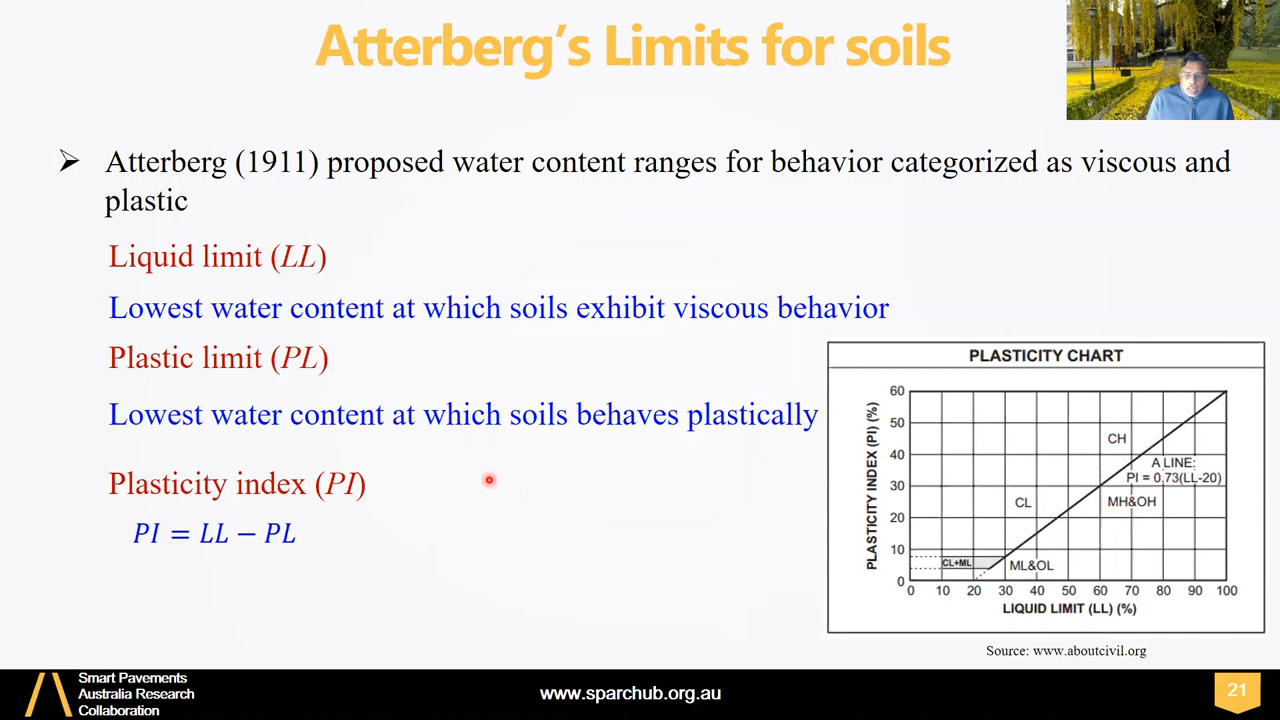 Atterberg's Limits for soils
➢ Atterberg (1911) proposed water content ranges for behavior categorized as viscous and
plastic
Liquid limit (LL)
Lowest water content at which soils exhibit viscous behavior
Plastic limit (PL)
Lowest water content at which soils behaves plastically
Plasticity index (PI)
PI = LL − PL
PLASTICITY CHART
PLASTICITY INDEX (PI) (%)
60
50
40
30
20
10
0
CH
A LINE:
PI = 0.73(LL-20)
CL
MH&OH
CL+ML
ML&OL
0 10 20 30 40 50 60 70 80 90 100
LIQUID LIMIT (LL) (%)
Source: www.aboutcivil.org
Smart Pavements
Australia Research
Collaboration
www.sparchub.org.au
21